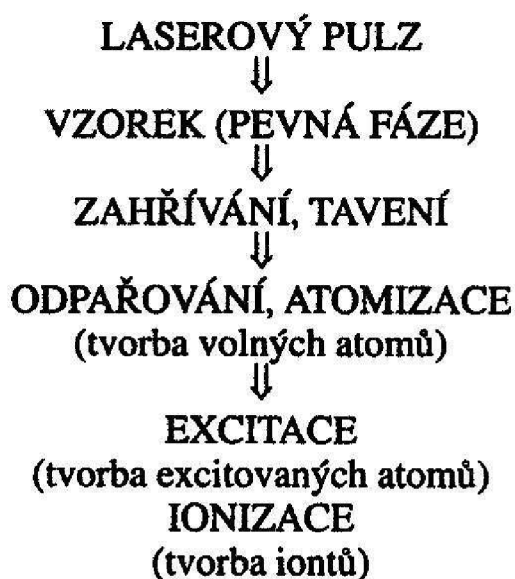 LASEROVÝ PULZ
⇓
VZOREK (PEVNÁ FÁZE)
⇓
ZAHŘÍVÁNÍ, TAVENÍ
⇓
ODPAŘOVÁNÍ, ATOMIZACE
(tvorba volných atomů)
⇓
EXCITACE
(tvorba excitovaných atomů)
IONIZACE
(tvorba iontů)